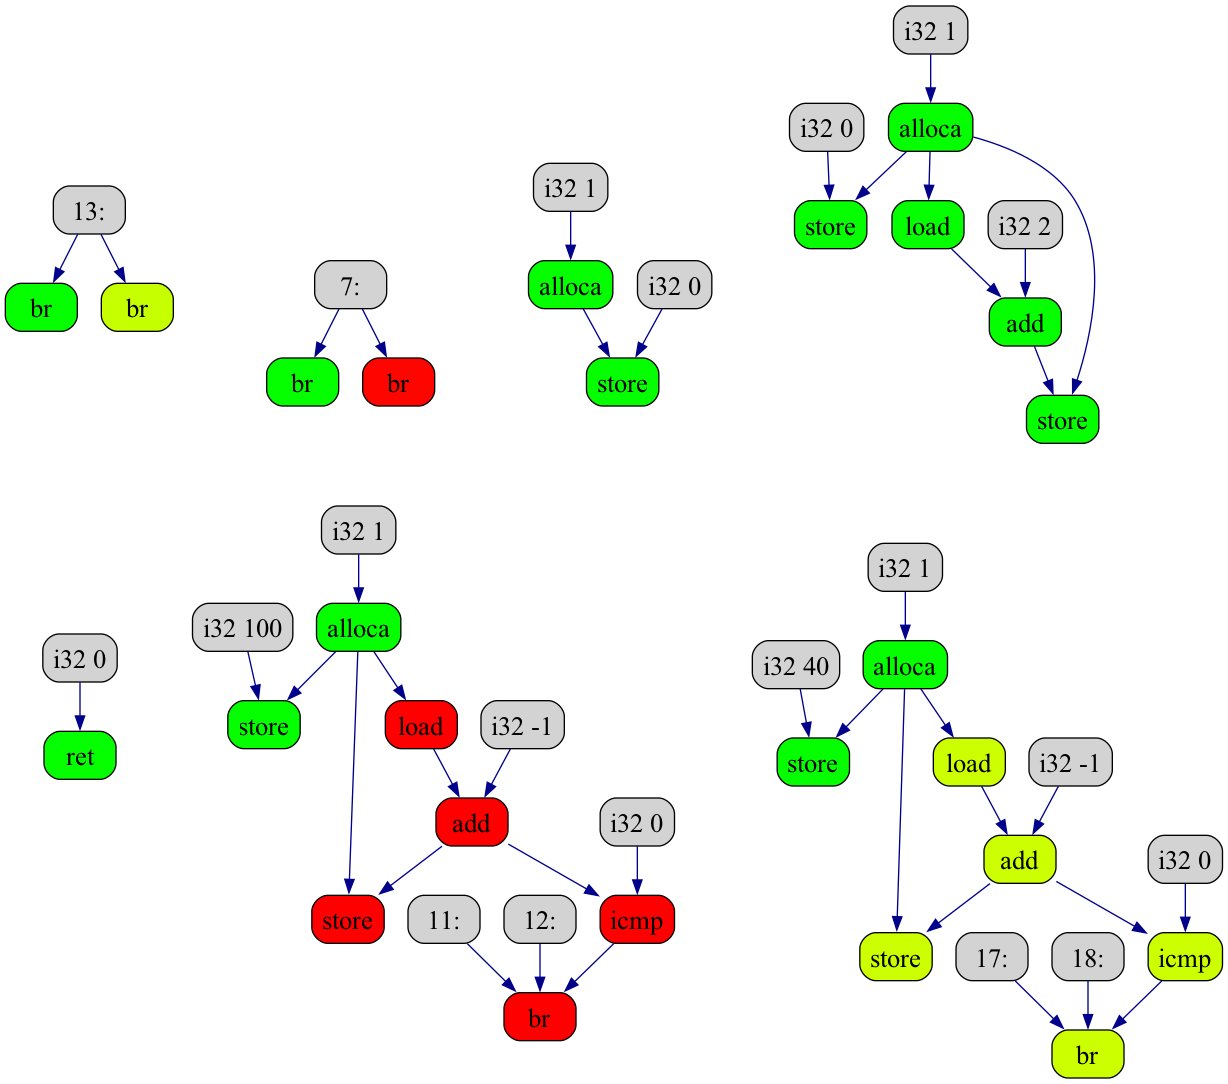 i32 1
i32 0
alloca
store
load
i32 2
add
store
i32 1
alloca
i32 0
store
13:
br
br
7:
br
br
i32 0
ret
i32 1
i32 100
alloca
store
load
i32 -1
add
i32 0
store
11:
12:
icmp
br
i32 1
i32 40
alloca
store
load
i32 -1
add
i32 0
store
17:
18:
icmp
br